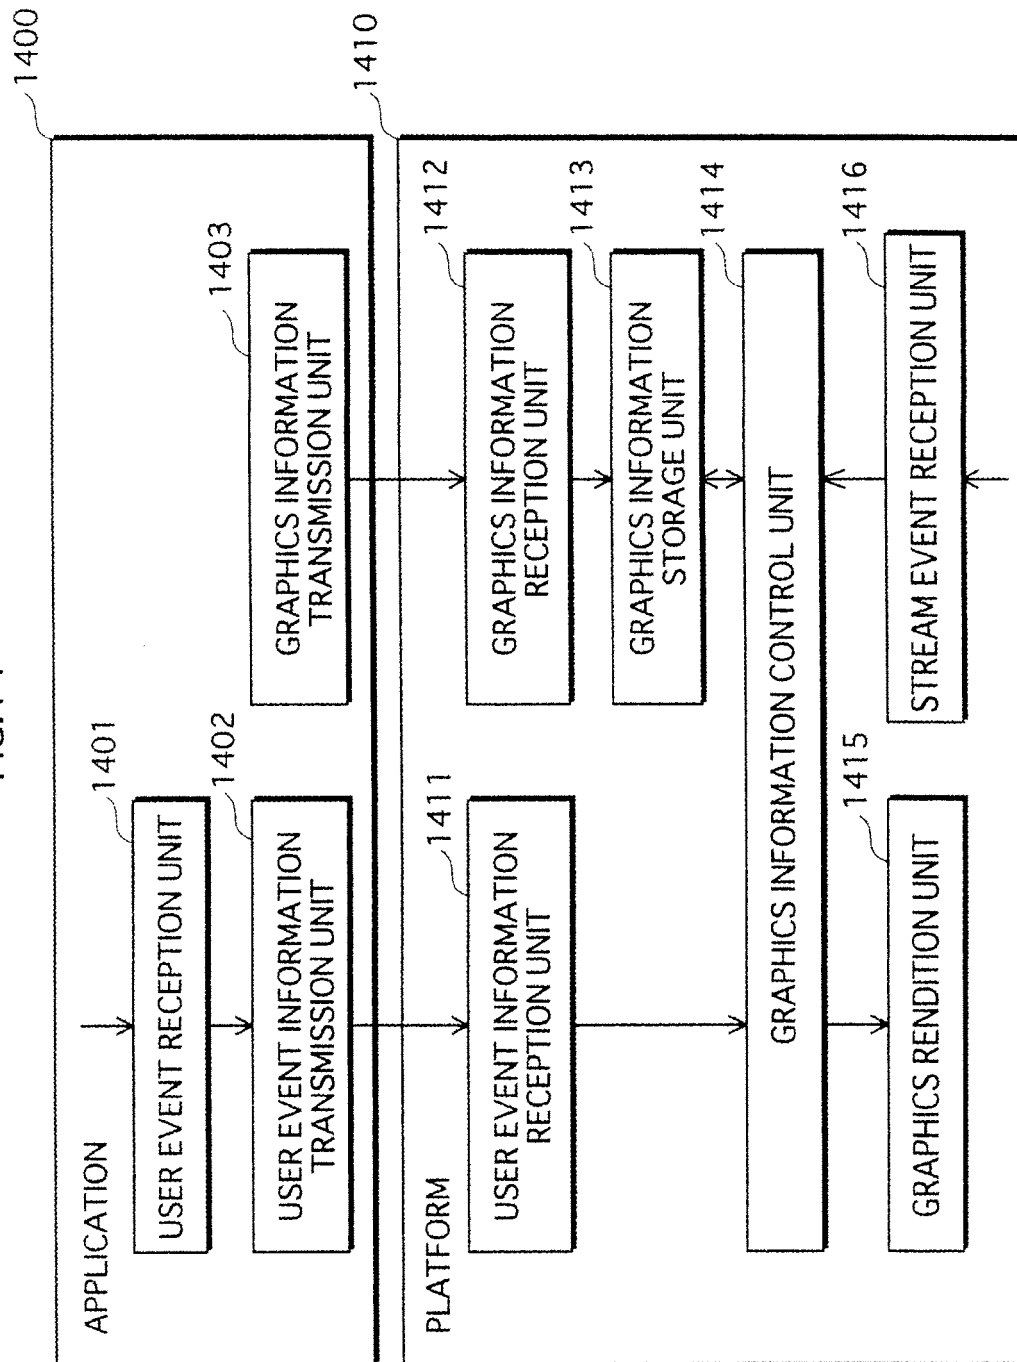 1400
APPLICATION
1401
USER EVENT RECEPTION UNIT
1402
USER EVENT INFORMATION
TRANSMISSION UNIT
1403
GRAPHICS INFORMATION
TRANSMISSION UNIT
1410
PLATFORM
1411
USER EVENT INFORMATION
RECEPTION UNIT
1412
GRAPHICS INFORMATION
RECEPTION UNIT
1413
GRAPHICS INFORMATION
STORAGE UNIT
1414
GRAPHICS INFORMATION CONTROL UNIT
1415
GRAPHICS RENDITION UNIT
1416
STREAM EVENT RECEPTION UNIT